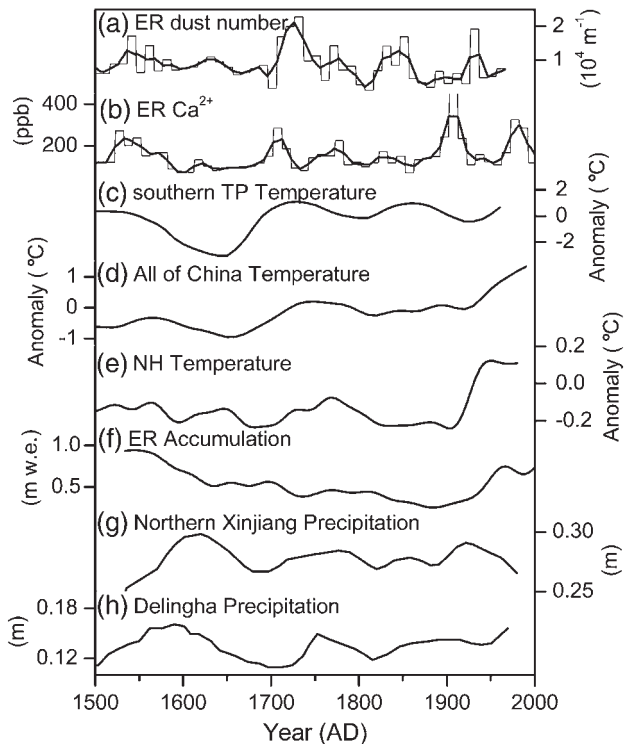 (a) ER dust number
2
1
(10⁴ m⁻¹)
400
200
(ppb)
(b) ER Ca²⁺
(c) southern TP Temperature
2
0
-2
Anomaly (°C)
(d) All of China Temperature
1
0
-1
Anomaly (°C)
(e) NH Temperature
0.2
0.0
-0.2
Anomaly (°C)
(f) ER Accumulation
1.0
0.5
(m w.e.)
(g) Northern Xinjiang Precipitation
0.30
0.25
(m)
(h) Delingha Precipitation
0.18
0.12
(m)
1500 1600 1700 1800 1900 2000
Year (AD)